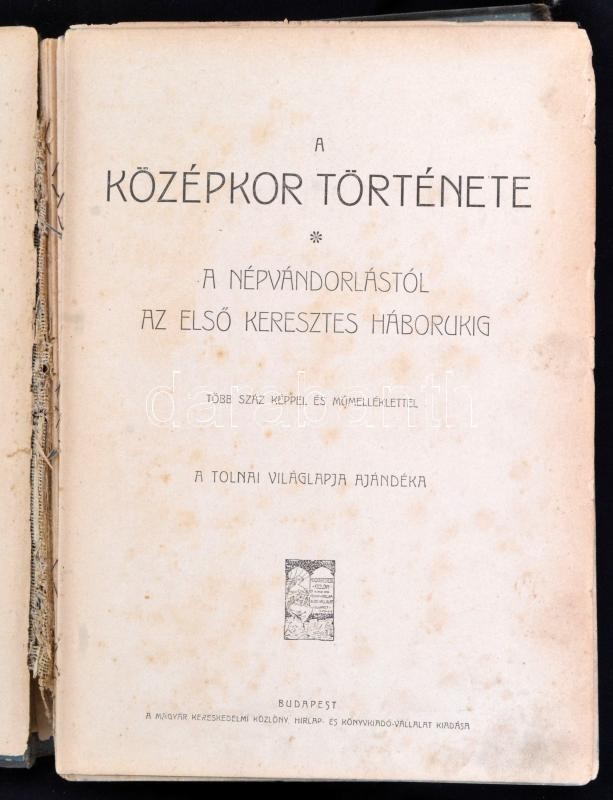 A
KÖZÉPKOR TÖRTÉNETE
*
A NÉPVÁNDORLÁSTÓL
AZ ELSŐ KERESZTES HÁBORUKIG
TÖBB SZÁZ KÉPPEL ÉS MŰMELLÉKLETTEL
darabanth
A TOLNAI VILÁGLAPJA AJÁNDÉKA
BUDAPEST
A MAGYAR KERESKEDELMI KÖZLÖNY HIRLAP- ÉS KÖNYVKIADÓ-VÁLLALAT KIADÁSA